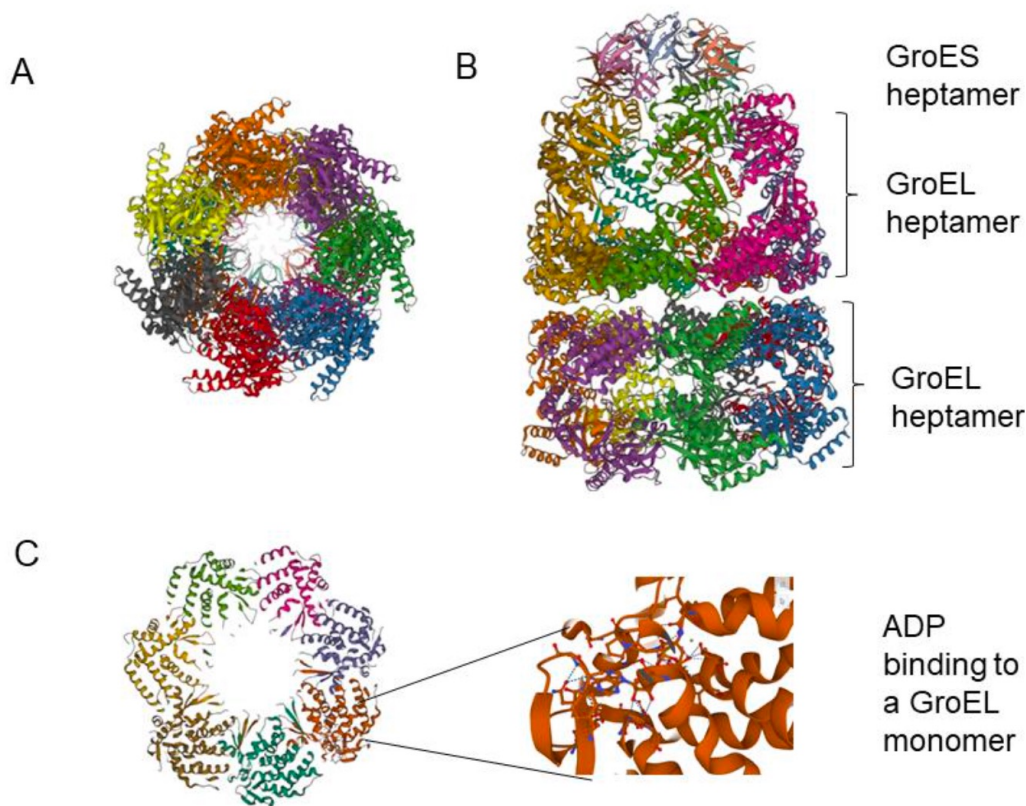 A
B
GroES
heptamer
GroEL
heptamer
GroEL
heptamer
C
ADP
binding to
a GroEL
monomer